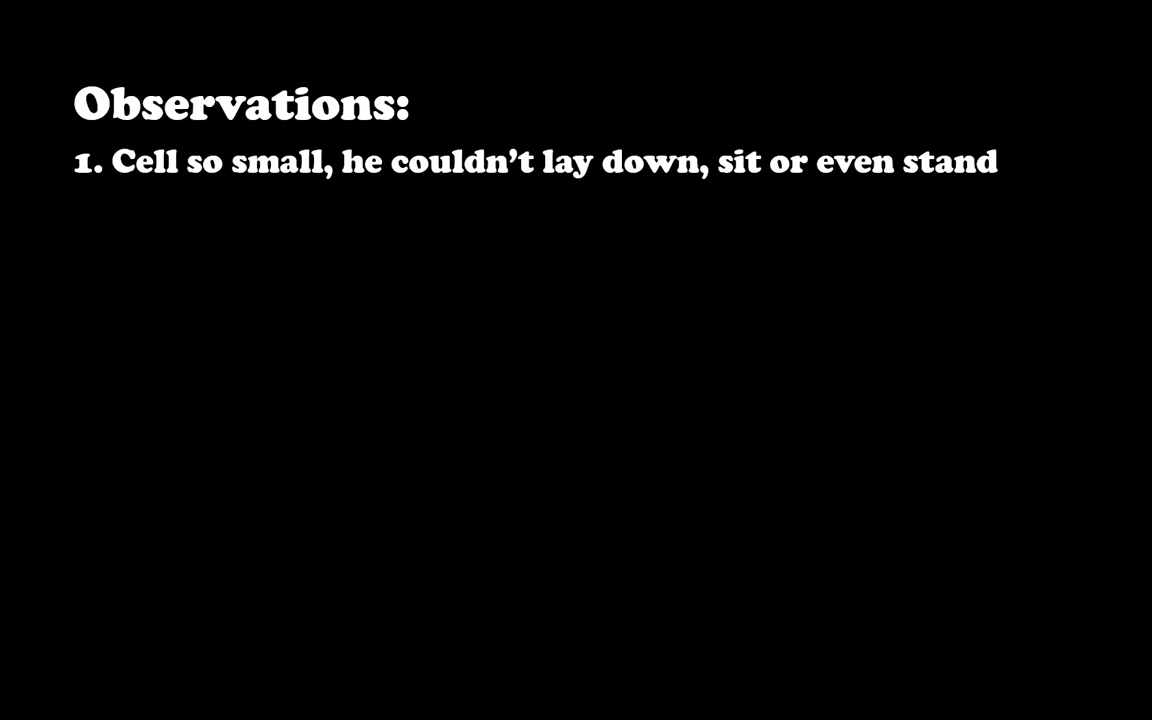 Observations:
1. Cell so small, he couldn’t lay down, sit or even stand